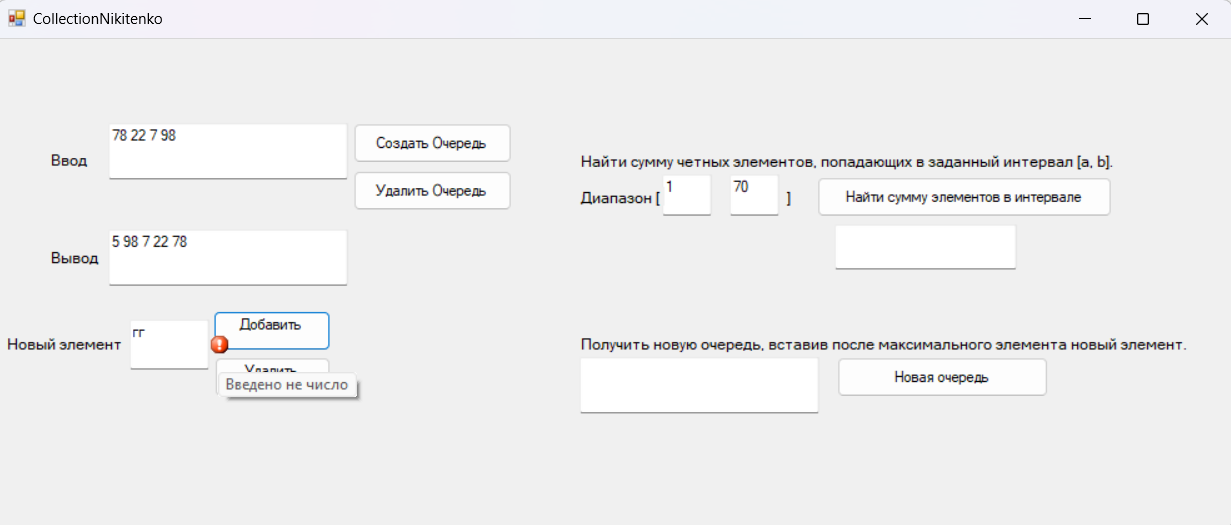 CollectionNikitenko
Ввод
78 22 7 98
Создать Очередь
Удалить Очередь
Вывод
5 98 7 22 78
Новый элемент
гг
Добавить
Удалить
Введено не число
Найти сумму четных элементов, попадающих в заданный интервал [a, b].
Диапазон [ 1 70 ]
Найти сумму элементов в интервале
Получить новую очередь, вставив после максимального элемента новый элемент.
Новая очередь